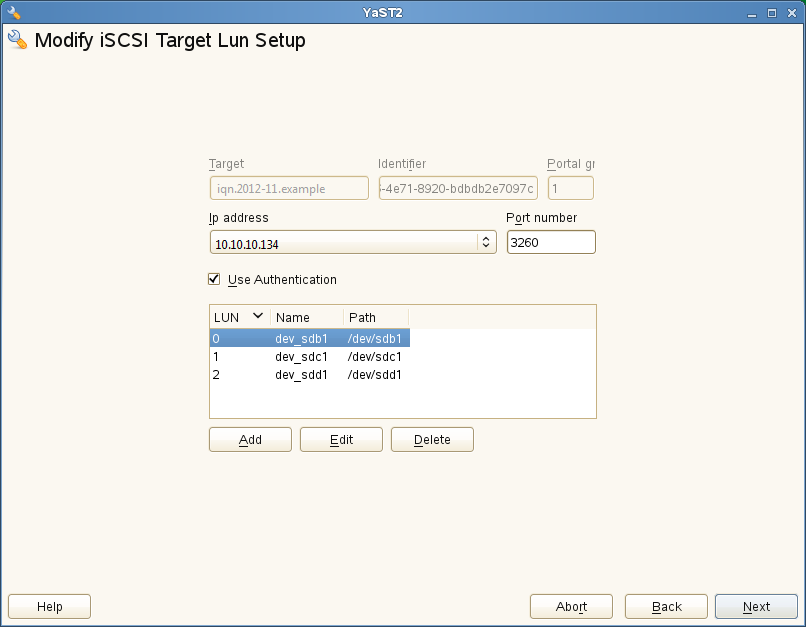 YaST2
Modify iSCSI Target Lun Setup
Target Identifier Portal gr
iqn.2012-11.example -4e71-8920-bdbdb2e7097c 1
Ip address Port number
10.10.10.134 3260
Use Authentication
LUN Name Path
0 dev_sdb1 /dev/sdb1
1 dev_sdc1 /dev/sdc1
2 dev_sdd1 /dev/sdd1
Add Edit Delete
Help Abort Back Next